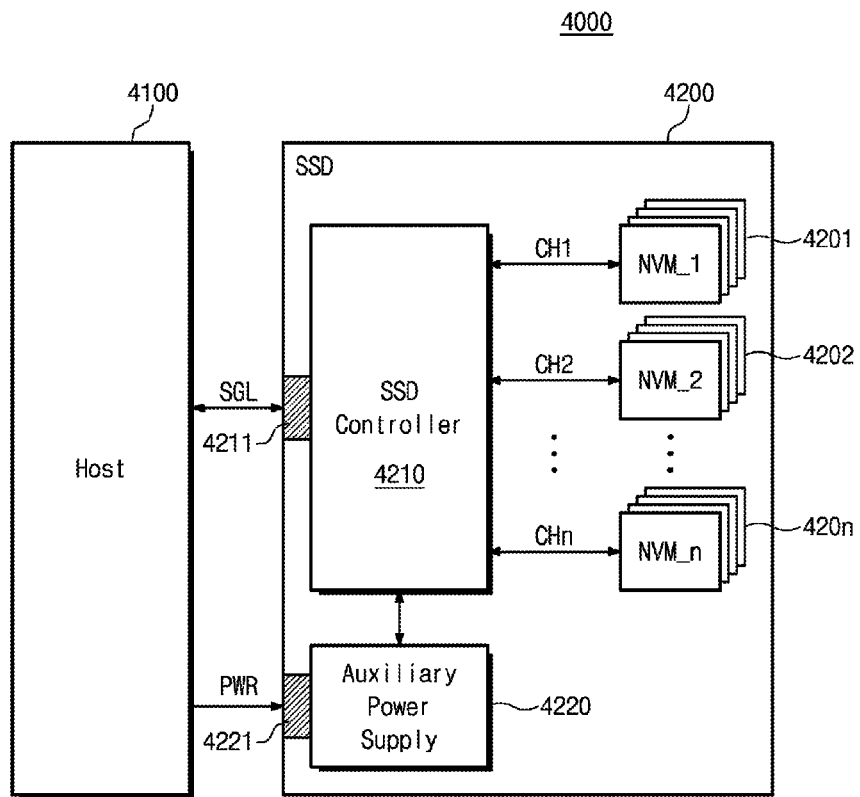 4000
4100
4200
SSD
NVM_1
4201
CH1
NVM_2
4202
CH2
SGL
4211
SSD
Controller
4210
Host
NVM_n
420n
CHn
PWR
4221
Auxiliary
Power
Supply
4220